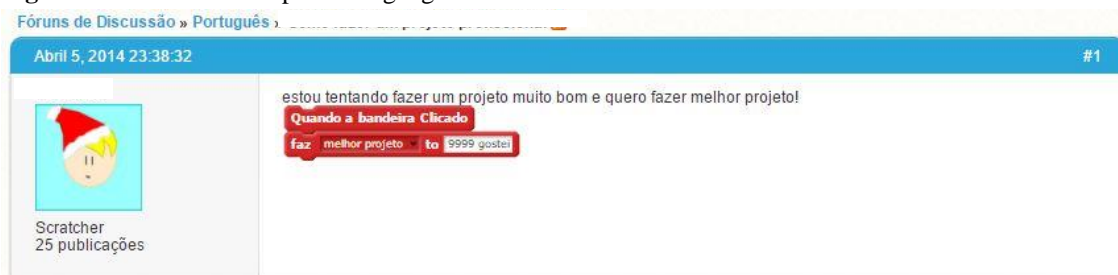 Fóruns de Discussão » Português »
Abril 5, 2014 23:38:32 #1
estou tentando fazer um projeto muito bom e quero fazer melhor projeto!
Quando a bandeira Clicado
faz melhor projeto to 9999 gostei
Scratcher
25 publicações